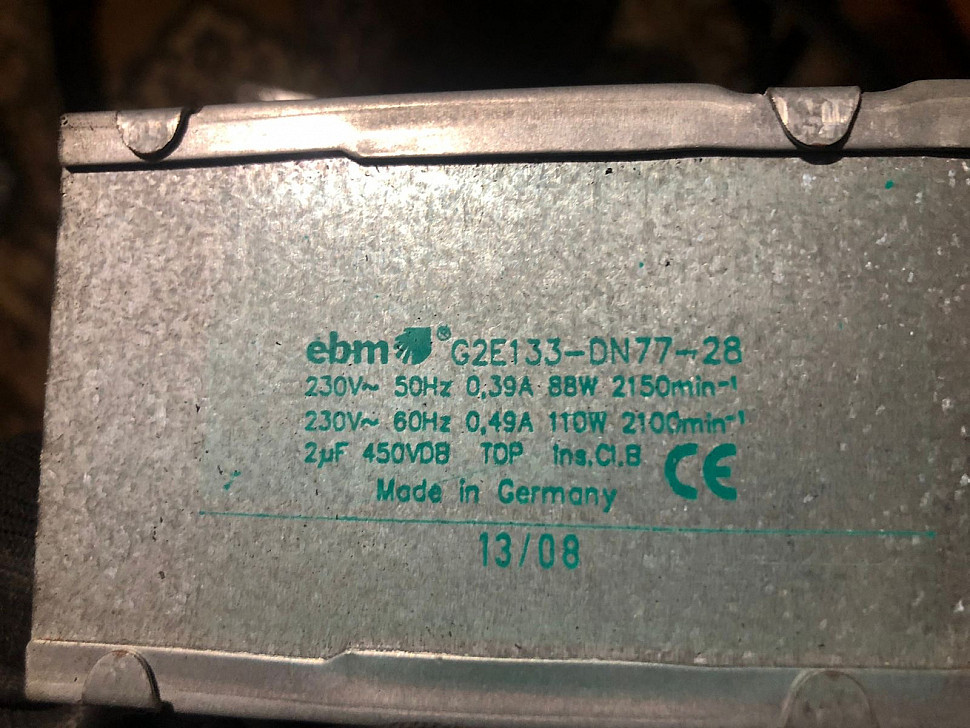 ebm® G2E133-DN77-28
230V~ 50Hz 0,39A 88W 2150min⁻¹
230V~ 60Hz 0,49A 110W 2100min⁻¹
2µF 450VDB TOP Ins.Cl.B CE
Made in Germany
13/08